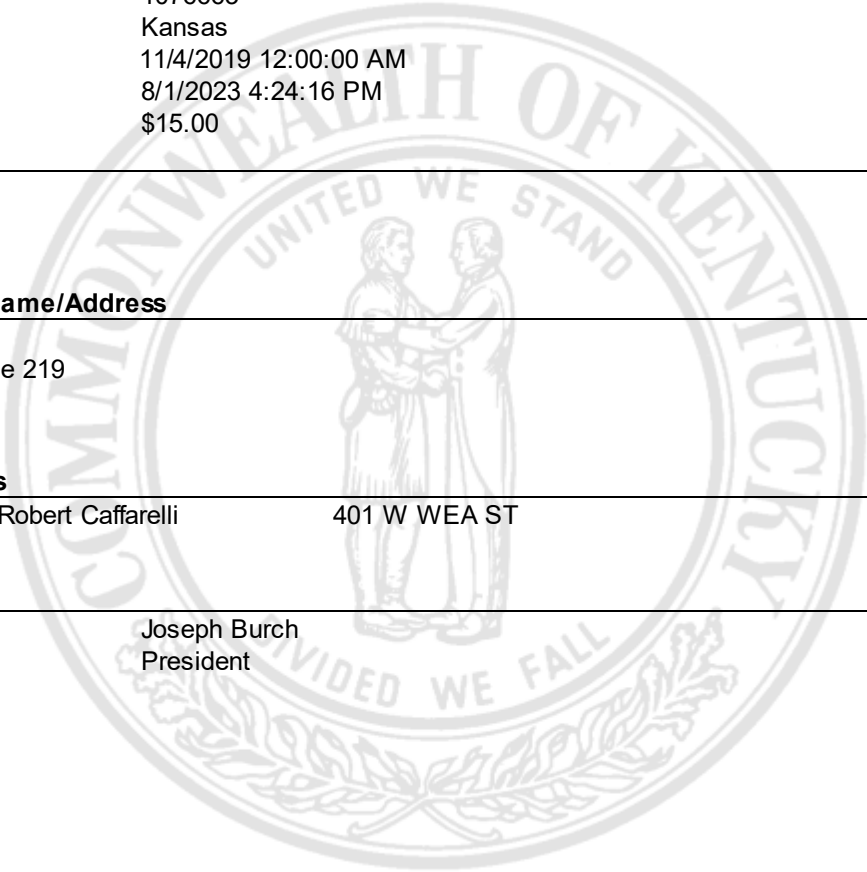 Kansas
11/4/2019 12:00:00 AM
8/1/2023 4:24:16 PM
$15.00
ame/Address
e 219
s
Robert Caffarelli 401 W WEA ST
Joseph Burch
President
COMMONWEALTH OF KENTUCKY
UNITED WE STAND
DIVIDED WE FALL